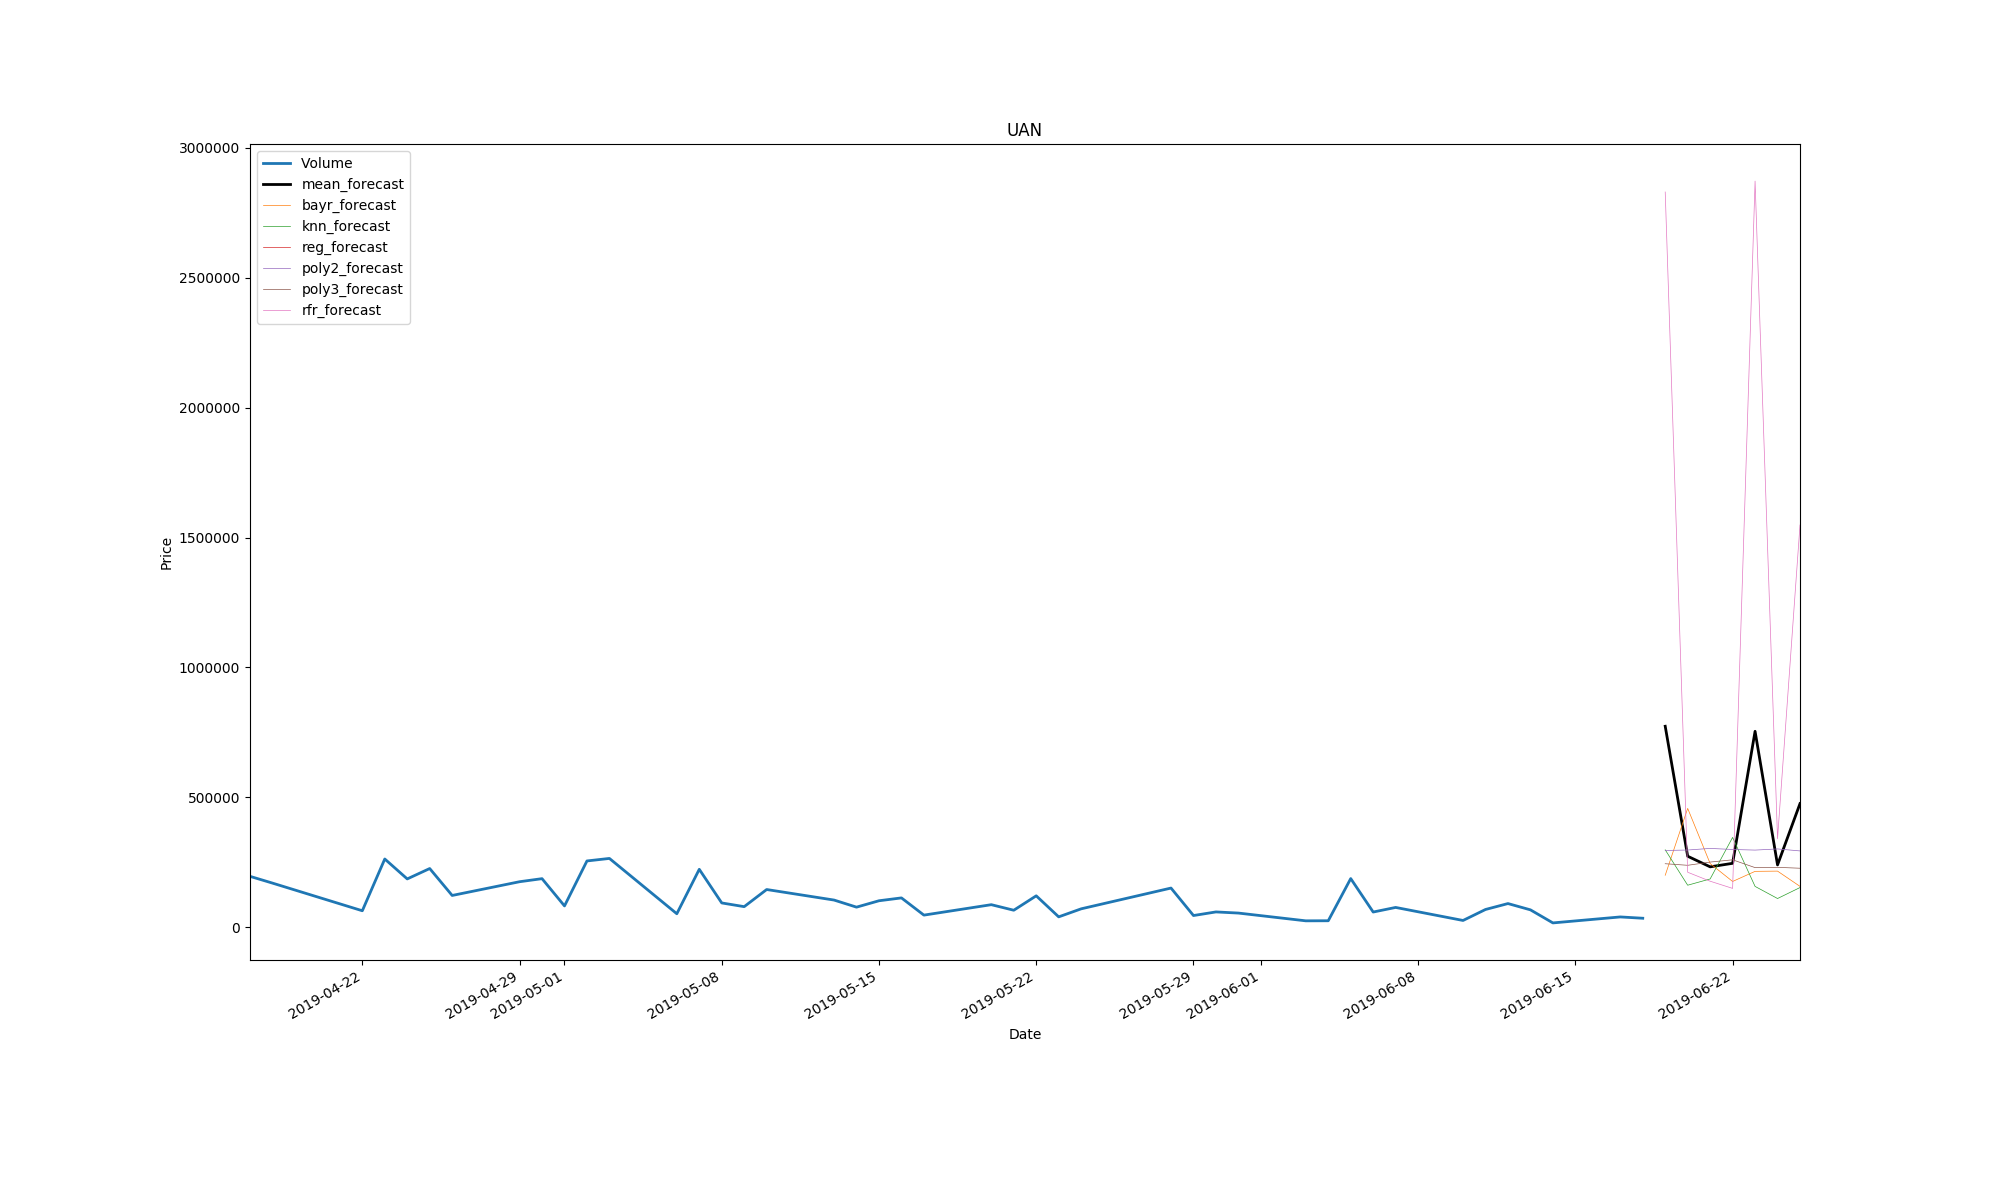 UAN
3000000
2500000
2000000
1500000
1000000
500000
0
Price
Volume
mean_forecast
bayr_forecast
knn_forecast
reg_forecast
poly2_forecast
poly3_forecast
rfr_forecast
2019-04-22
2019-04-29
2019-05-01
2019-05-08
2019-05-15
2019-05-22
2019-05-29
2019-06-01
2019-06-08
2019-06-15
2019-06-22
Date